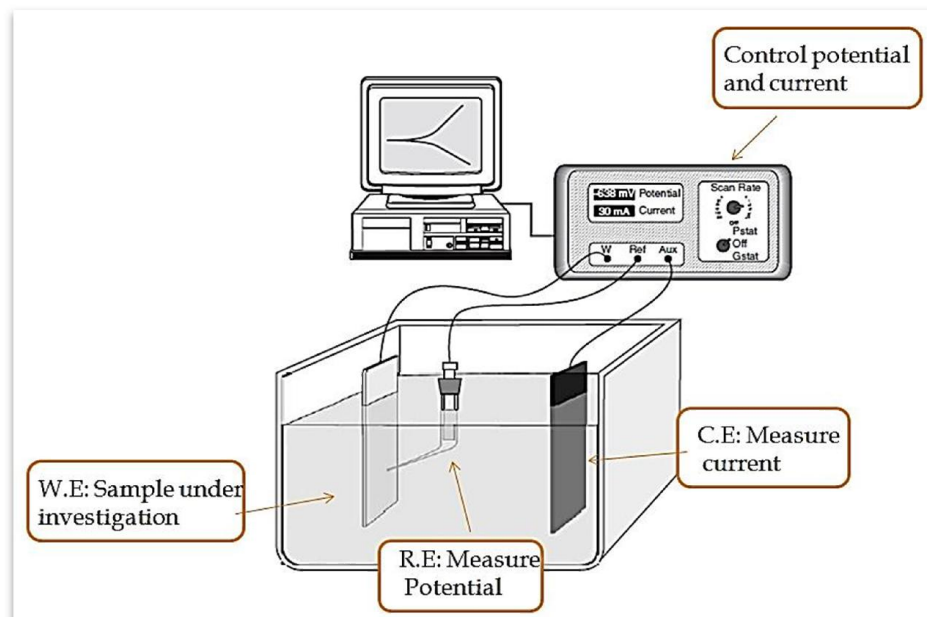 Control potential
and current
-638 mV Potential
30 mA Current
Scan Rate
Off
Pstat
Off
Gstat
W Ref Aux
C.E: Measure
current
W.E: Sample under
investigation
R.E: Measure
Potential